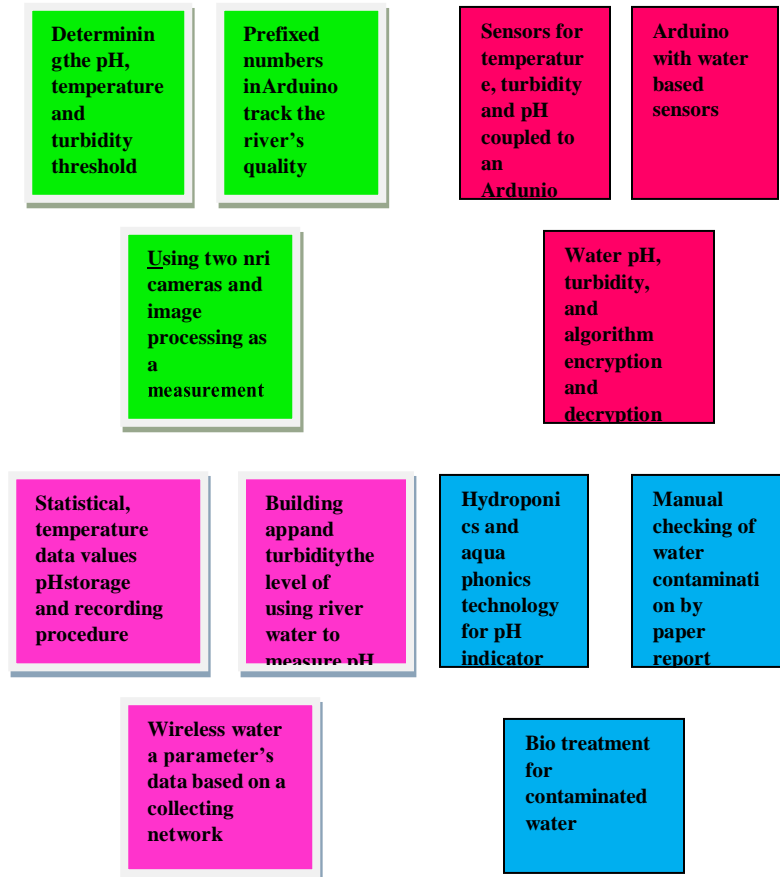 Determinin
gthe pH,
temperature
and
turbidity
threshold
Prefixed
numbers
inArduino
track the
river's
quality
Sensors for
temperatur
e, turbidity
and pH
coupled to
an
Ardunio
Arduino
with water
based
sensors
Using two nri
cameras and
image
processing as
a
measurement
Water pH,
turbidity,
and
algorithm
encryption
and
decryption
Statistical,
temperature
data values
pHstorage
and recording
procedure
Building
appand
turbiditythe
level of
using river
water to
measure pH
Hydroponi
cs and
aqua
phonics
technology
for pH
indicator
Manual
checking of
water
contaminati
on by
paper
report
Wireless water
a parameter's
data based on a
collecting
network
Bio treatment
for
contaminated
water